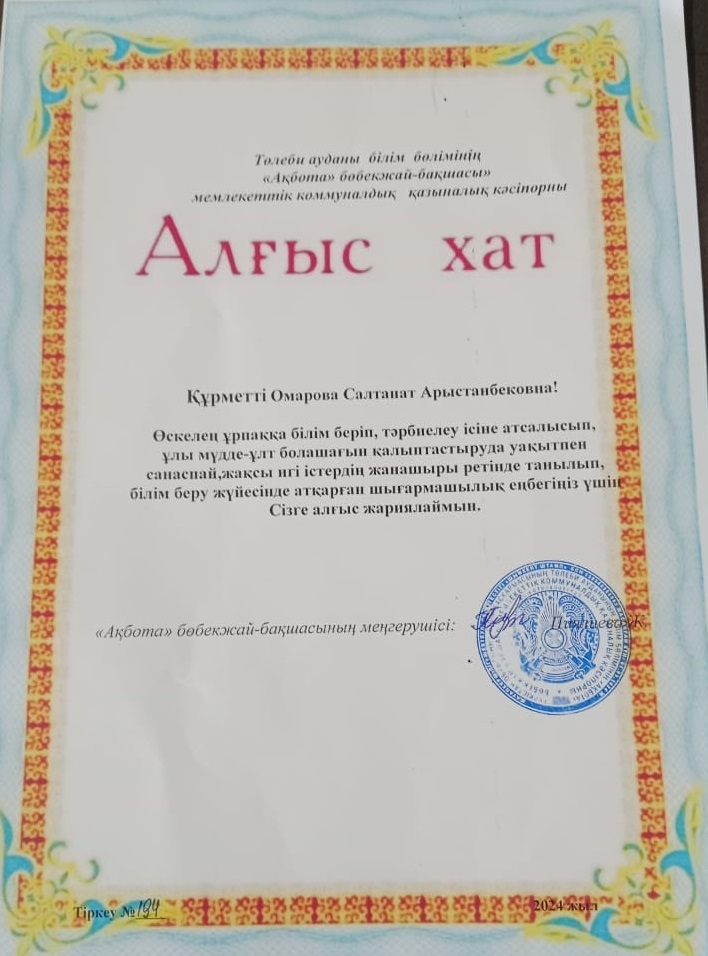 Төлеби ауданы білім бөлімінің
«Ақбота» бөбекжай-бақшасы»
мемлекеттік коммуналдық қазыналық кәсіпорны
Алғыс хат
Құрметті Омарова Салтанат Арыстанбековна!
Өскелең ұрпаққа білім беріп, тәрбиелеу ісіне атсалысып,
ұлы мүдде-ұлт болашағын қалыптастыруда уақытпен
санаспай,жақсы игі істердің жанашыры ретінде танылып,
білім беру жүйесінде атқарған шығармашылық еңбегіңіз үшін
Сізге алғыс жариялаймын.
«Ақбота» бөбекжай-бақшасының меңгерушісі:
Тіркеу №194
2024 жыл